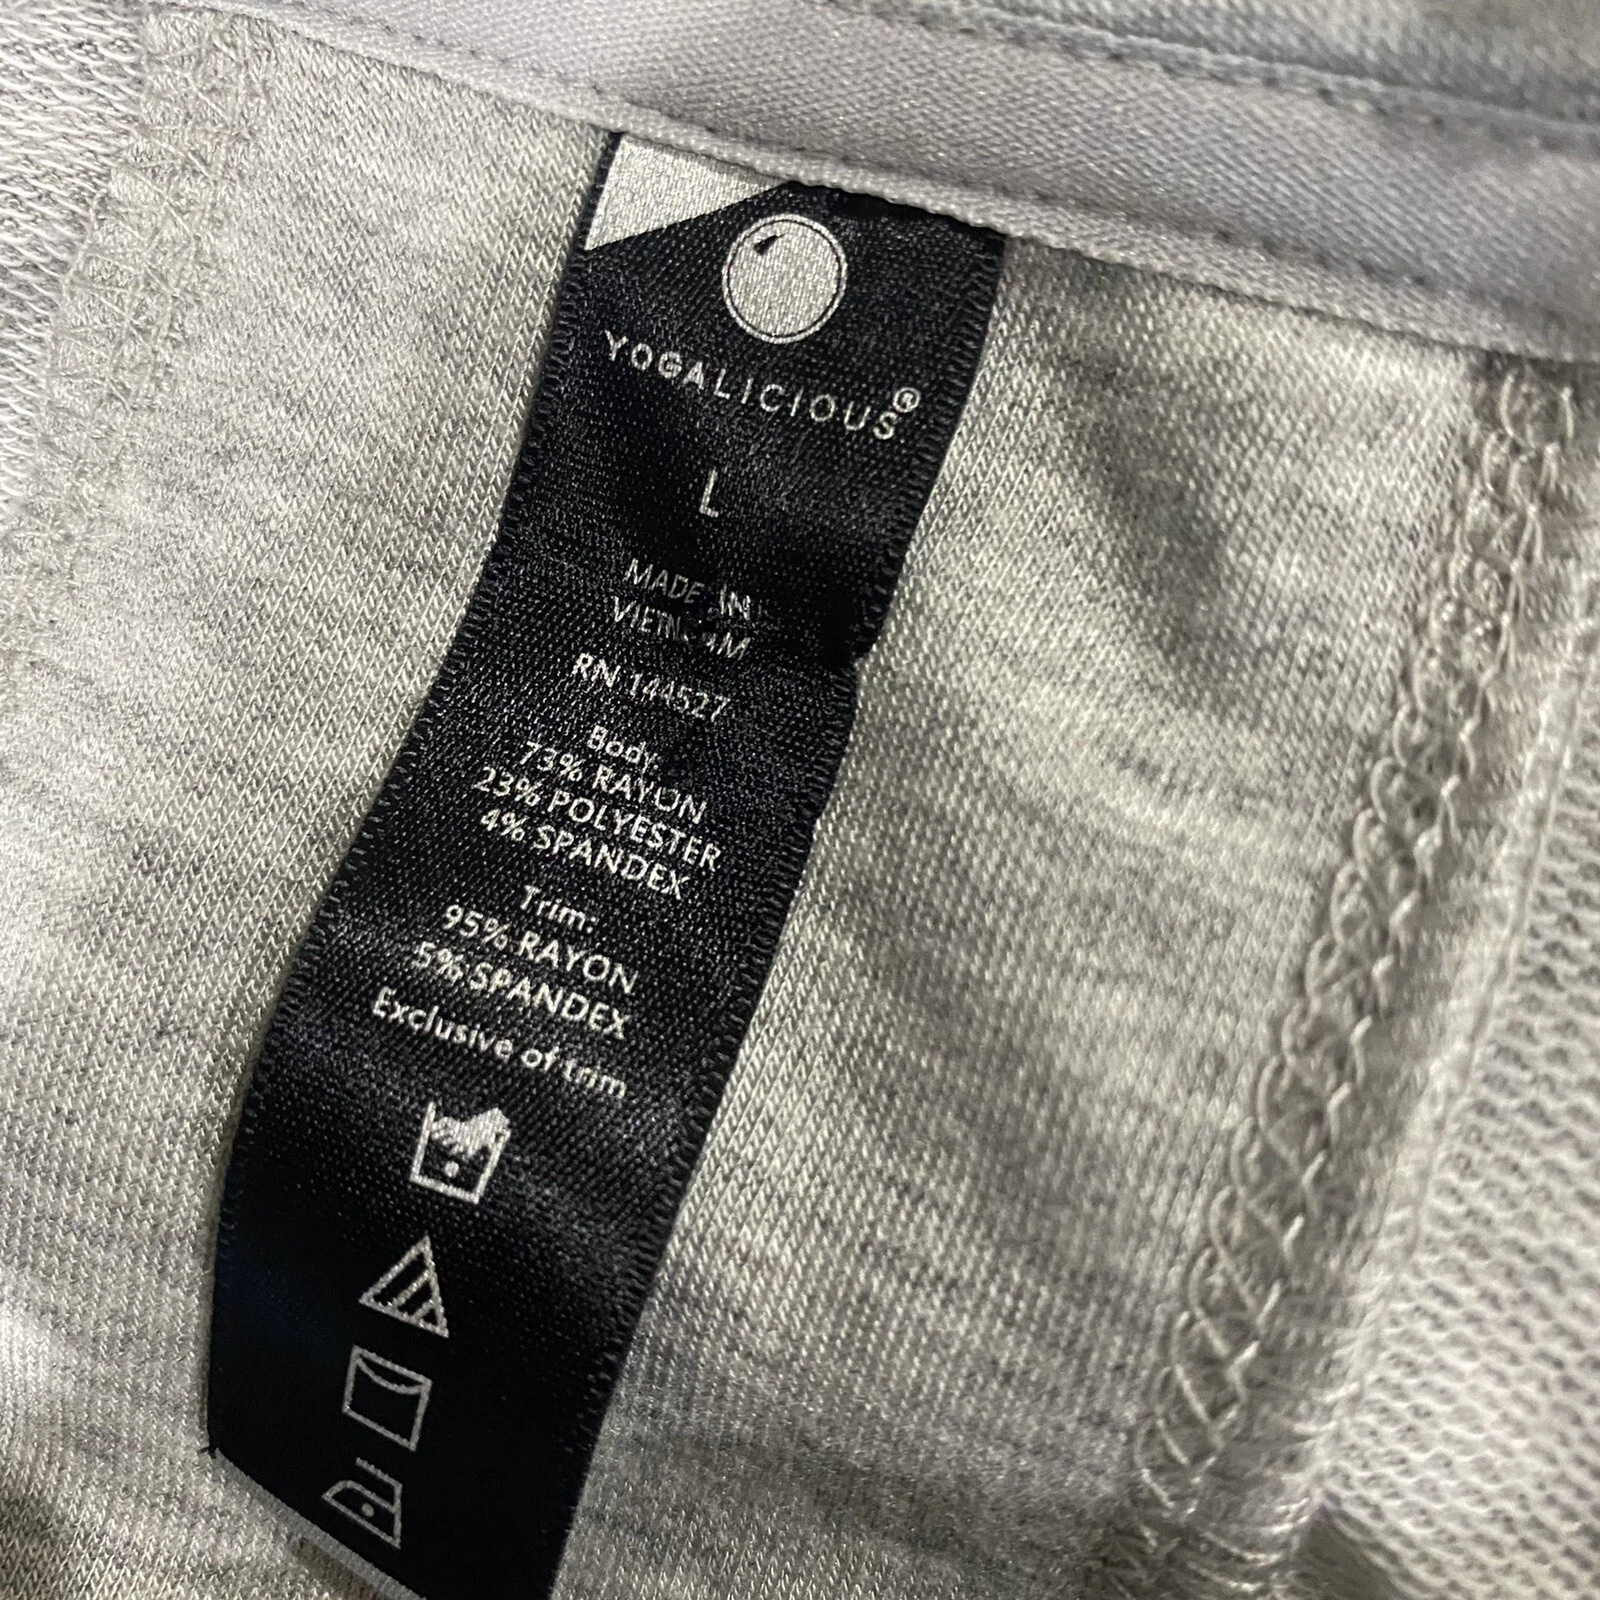 YOGALICIOUS®
L
MADE IN
VIETNAM
RN 144527
Body:
73% RAYON
23% POLYESTER
4% SPANDEX
Trim:
95% RAYON
5% SPANDEX
Exclusive of trim